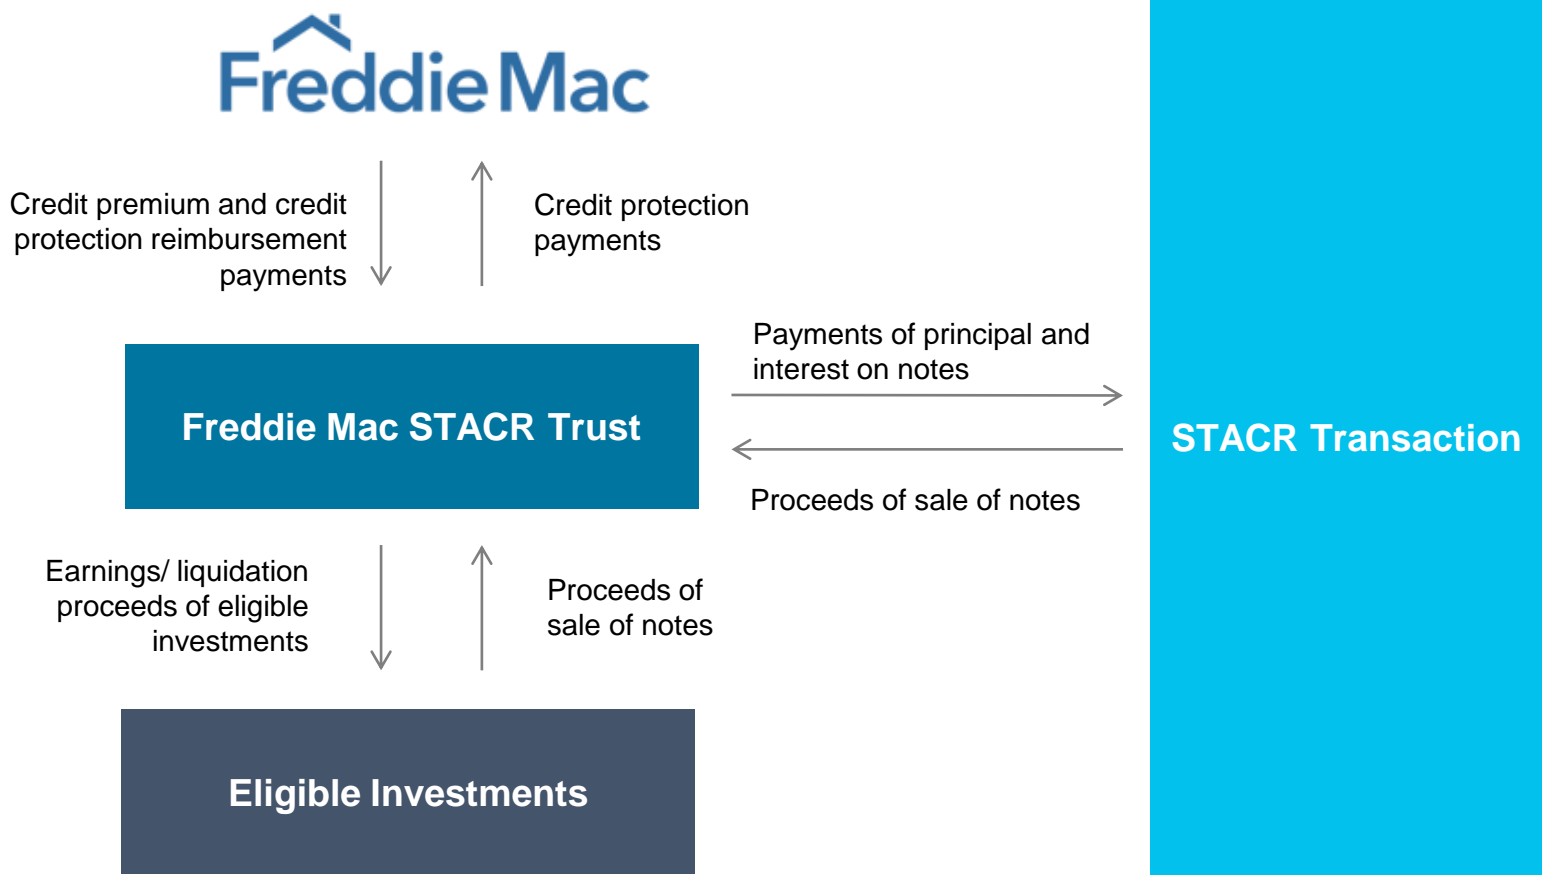 Freddie Mac
Credit premium and credit
protection reimbursement
payments
Credit protection
payments
Payments of principal and
interest on notes
Freddie Mac STACR Trust
STACR Transaction
Proceeds of sale of notes
Earnings/ liquidation
proceeds of eligible
investments
Proceeds of
sale of notes
Eligible Investments